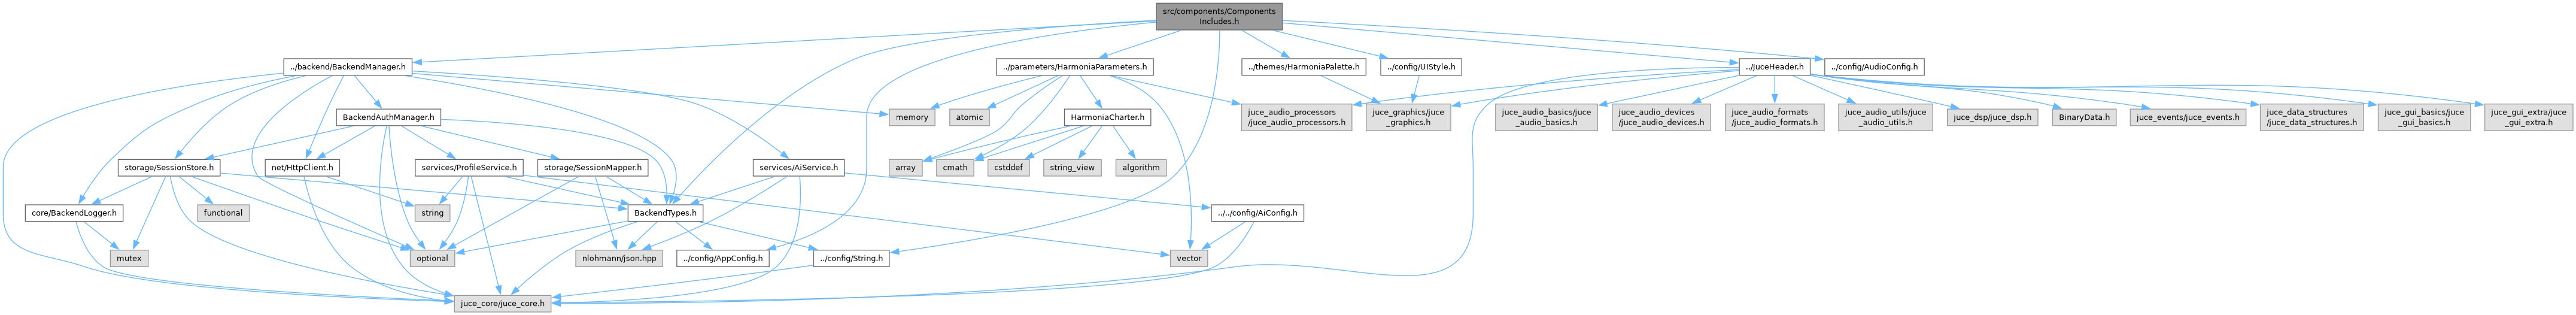 src/components/Components
Includes.h
../backend/BackendManager.h
../parameters/HarmoniaParameters.h
../themes/HarmoniaPalette.h
../config/UIStyle.h
../JuceHeader.h
../config/AudioConfig.h
BackendAuthManager.h
memory
atomic
HarmoniaCharter.h
juce_audio_processors
/juce_audio_processors.h
juce_graphics/juce
_graphics.h
juce_audio_basics/juce
_audio_basics.h
juce_audio_devices
/juce_audio_devices.h
juce_audio_formats
/juce_audio_formats.h
juce_audio_utils/juce
_audio_utils.h
juce_dsp/juce_dsp.h
BinaryData.h
juce_events/juce_events.h
juce_data_structures
/juce_data_structures.h
juce_gui_basics/juce
_gui_basics.h
juce_gui_extra/juce
_gui_extra.h
storage/SessionStore.h
net/HttpClient.h
services/ProfileService.h
storage/SessionMapper.h
services/AiService.h
array
cmath
cstddef
string_view
algorithm
core/BackendLogger.h
functional
string
BackendTypes.h
../../config/AiConfig.h
mutex
optional
nlohmann/json.hpp
../config/AppConfig.h
../config/String.h
vector
juce_core/juce_core.h